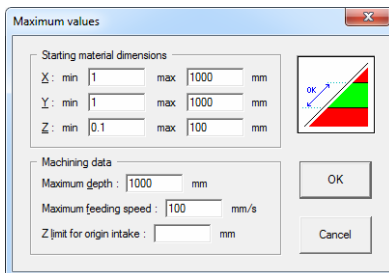 Maximum values
Starting material dimensions
X : min 1 max 1000 mm
Y : min 1 max 1000 mm
Z : min 0.1 max 100 mm
OK
Machining data
Maximum depth : 1000 mm
Maximum feeding speed : 100 mm/s
Z limit for origin intake : mm
OK
Cancel